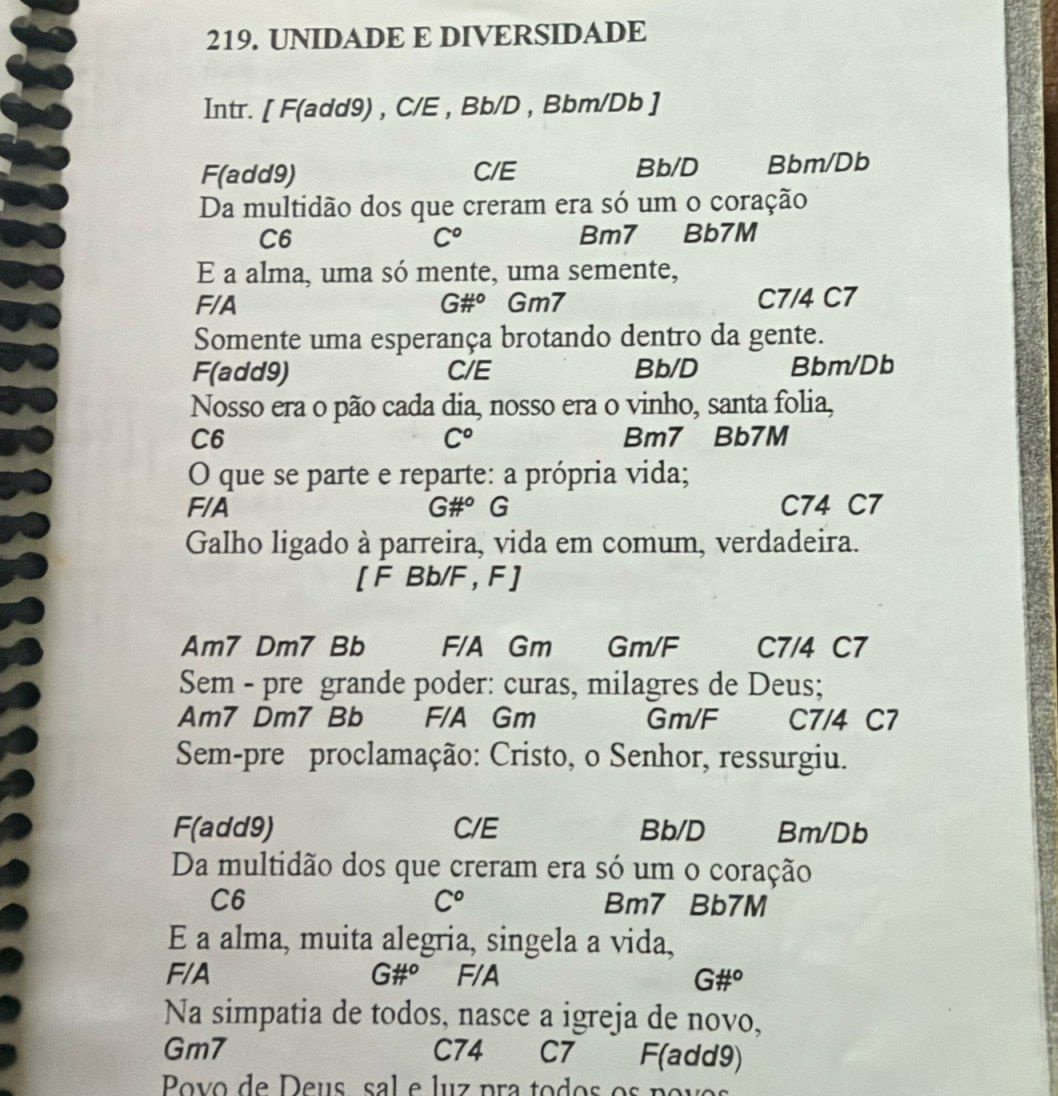 219. UNIDADE E DIVERSIDADE
Intr. [ F(add9) , C/E , Bb/D , Bbm/Db ]
F(add9) C/E Bb/D Bbm/Db
Da multidão dos que creram era só um o coração
C6 Cº Bm7 Bb7M
E a alma, uma só mente, uma semente,
F/A G#º Gm7 C7/4 C7
Somente uma esperança brotando dentro da gente.
F(add9) C/E Bb/D Bbm/Db
Nosso era o pão cada dia, nosso era o vinho, santa folia,
C6 Cº Bm7 Bb7M
O que se parte e reparte: a própria vida;
F/A G#º G C74 C7
Galho ligado à parreira, vida em comum, verdadeira.
[ F Bb/F , F ]
Am7 Dm7 Bb F/A Gm Gm/F C7/4 C7
Sem - pre grande poder: curas, milagres de Deus;
Am7 Dm7 Bb F/A Gm Gm/F C7/4 C7
Sem-pre proclamação: Cristo, o Senhor, ressurgiu.
F(add9) C/E Bb/D Bm/Db
Da multidão dos que creram era só um o coração
C6 Cº Bm7 Bb7M
E a alma, muita alegria, singela a vida,
F/A G#º F/A G#º
Na simpatia de todos, nasce a igreja de novo,
Gm7 C74 C7 F(add9)
Povo de Deus, sal e luz pra todos os povos